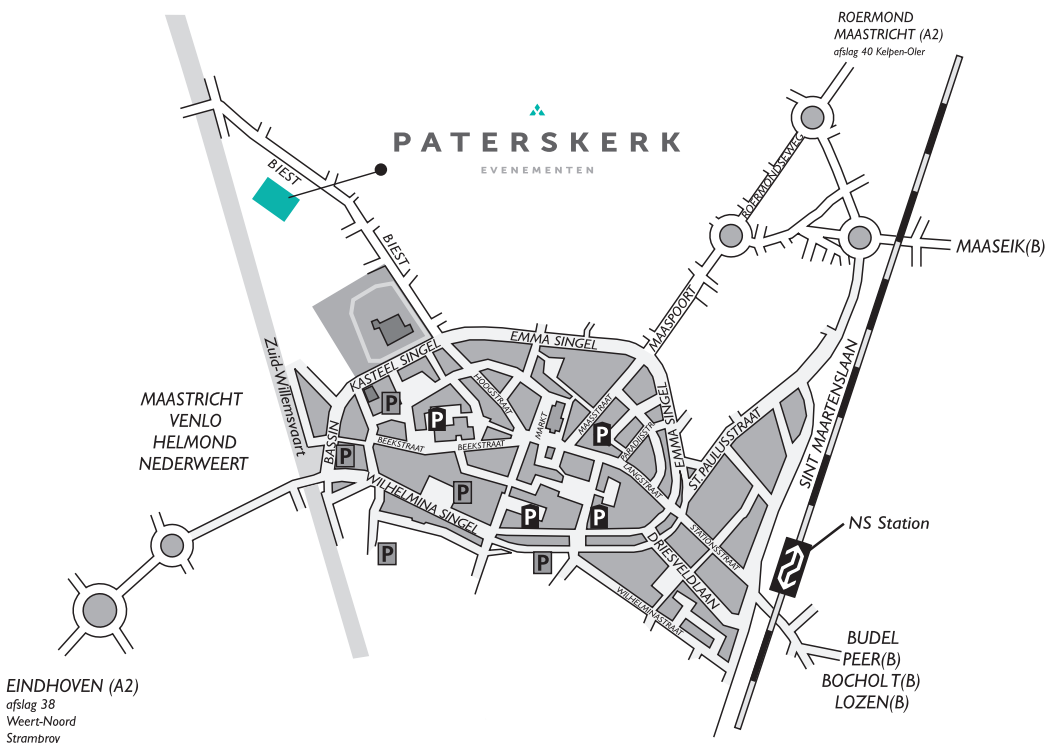 ROERMOND
MAASTRICHT (A2)
afslag 40 Kelpen-Oler
PATERSKERK
EVENEMENTEN
BIEST
BIEST
ROERMONDSEWEG
MAASEIK(B)
MAASPOORT
EMMA SINGEL
KASTEEL SINGEL
Zuid-Willemsvaart
MAASTRICHT
VENLO
HELMOND
NEDERWEERT
HOOGSTRAAT
MARKT
MAASSTRAAT
PARADIJSSTR
EMMA SINGEL
ST.PAULUSSTRAAT
SINT MAARTENSLAAN
BASSIN
BEEKSTRAAT
BEEKSTRAAT
LANGSTRAAT
P
P
P
P
P
P
P
P
P
WILHELMINA SINGEL
STATIONSSTRAAT
NS Station
DRIESVELDLAAN
WILHELMINASTRAAT
BUDEL
PEER(B)
BOCHOLT(B)
LOZEN(B)
EINDHOVEN (A2)
afslag 38
Weert-Noord
Stramproy